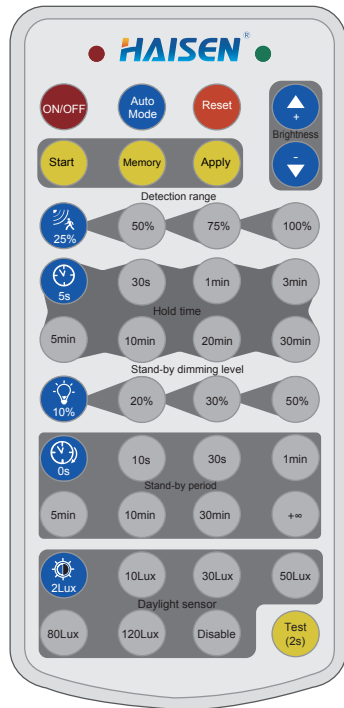 HAISEN®
ON/OFF
Auto
Mode
Reset
+
Brightness
-
Start
Memory
Apply
Detection range
25%
50%
75%
100%
5s
30s
1min
3min
Hold time
5min
10min
20min
30min
Stand-by dimming level
10%
20%
30%
50%
0s
10s
30s
1min
Stand-by period
5min
10min
30min
+∞
2Lux
10Lux
30Lux
50Lux
Daylight sensor
80Lux
120Lux
Disable
Test
(2s)